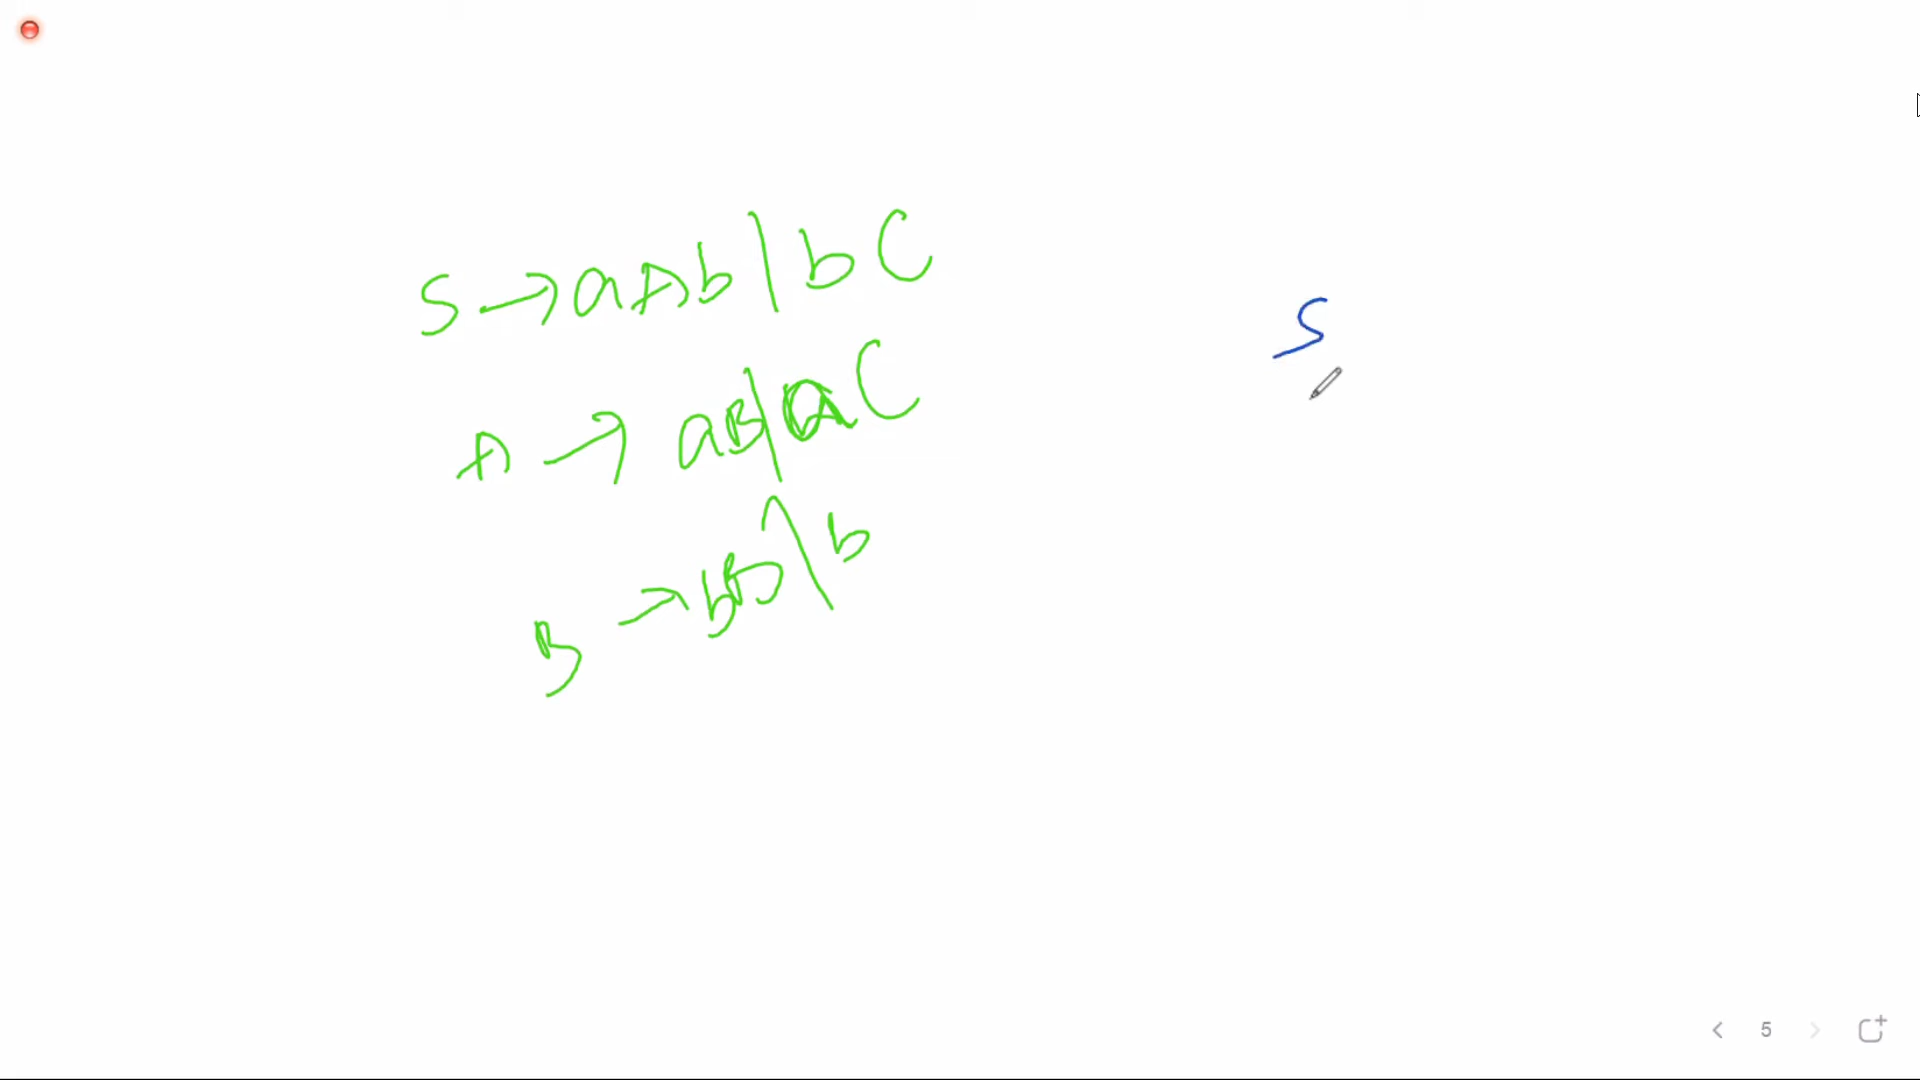 S → aAb | bC
S
A → aB | aC
B → bB | b
5